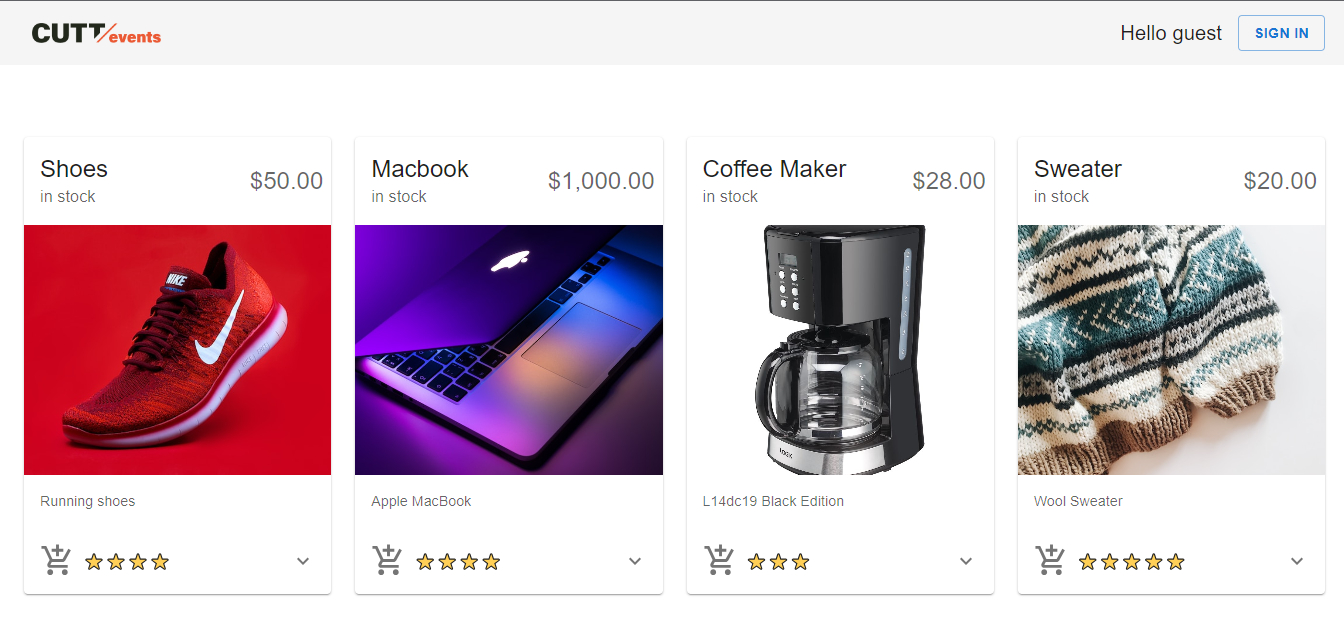 CUTT/events
Hello guest
SIGN IN
Shoes
in stock
$50.00
Macbook
in stock
$1,000.00
Coffee Maker
in stock
$28.00
Sweater
in stock
$20.00
NIKE
Running shoes
Apple MacBook
L14dc19 Black Edition
Wool Sweater